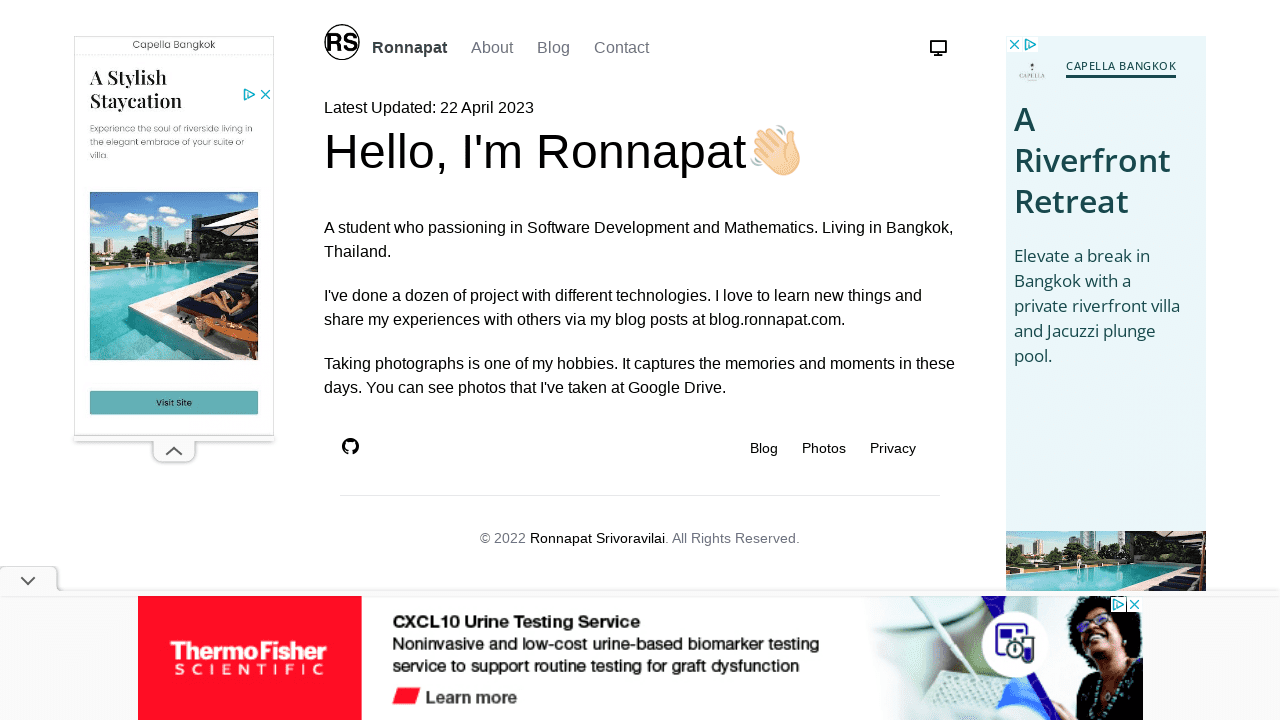 Capella Bangkok
A Stylish
Staycation
Experience the soul of riverside living in
the elegant embrace of your suite or
villa.
Visit Site
RS
Ronnapat
About
Blog
Contact
Latest Updated: 22 April 2023
Hello, I'm Ronnapat
A student who passioning in Software Development and Mathematics. Living in Bangkok,
Thailand.
I've done a dozen of project with different technologies. I love to learn new things and
share my experiences with others via my blog posts at blog.ronnapat.com.
Taking photographs is one of my hobbies. It captures the memories and moments in these
days. You can see photos that I've taken at Google Drive.
Blog
Photos
Privacy
© 2022 Ronnapat Srivoravilai. All Rights Reserved.
CAPELLA
CAPELLA BANGKOK
A
Riverfront
Retreat
Elevate a break in
Bangkok with a
private riverfront villa
and Jacuzzi plunge
pool.
ThermoFisher
SCIENTIFIC
CXCL10 Urine Testing Service
Noninvasive and low-cost urine-based biomarker testing
service to support routine testing for graft dysfunction
Learn more